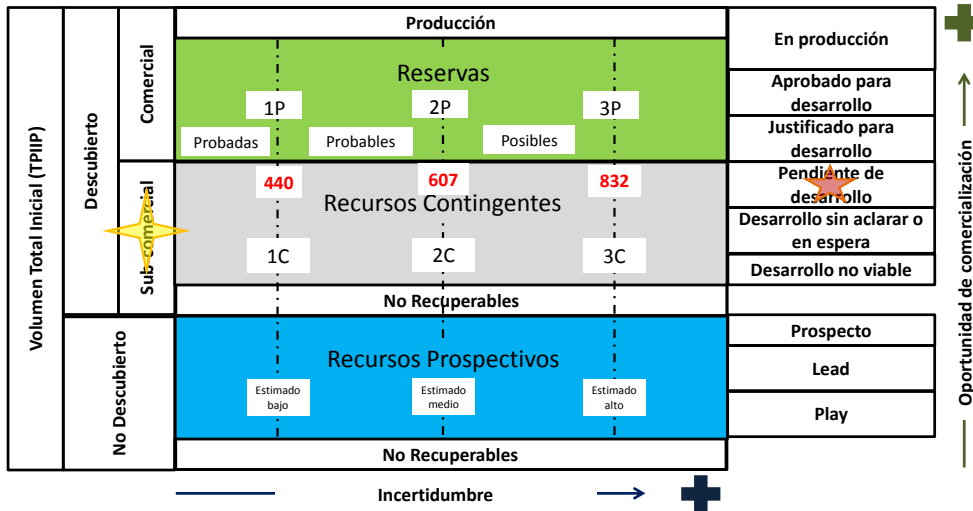 Volumen Total Inicial (TPIIP)
Descubierto
No Descubierto
Comercial
Sub-comercial
Producción
Reservas
1P
2P
3P
Probadas
Probables
Posibles
440
607
832
Recursos Contingentes
1C
2C
3C
No Recuperables
Recursos Prospectivos
Estimado
bajo
Estimado
medio
Estimado
alto
No Recuperables
En producción
Aprobado para
desarrollo
Justificado para
desarrollo
Pendiente de
desarrollo
Desarrollo sin aclarar o
en espera
Desarrollo no viable
Prospecto
Lead
Play
Oportunidad de comercialización
Incertidumbre